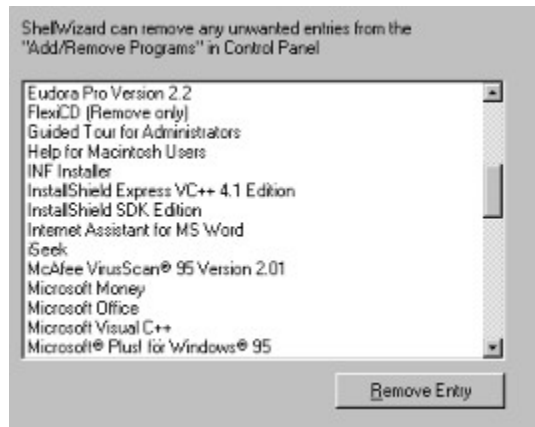 ShellWizard can remove any unwanted entries from the
"Add/Remove Programs" in Control Panel
Eudora Pro Version 2.2
FlexiCD (Remove only)
Guided Tour for Administrators
Help for Macintosh Users
INF Installer
InstallShield Express VC++ 4.1 Edition
InstallShield SDK Edition
Internet Assistant for MS Word
iSeek
McAfee VirusScan® 95 Version 2.01
Microsoft Money
Microsoft Office
Microsoft Visual C++
Microsoft® Plus! for Windows® 95
Remove Entry